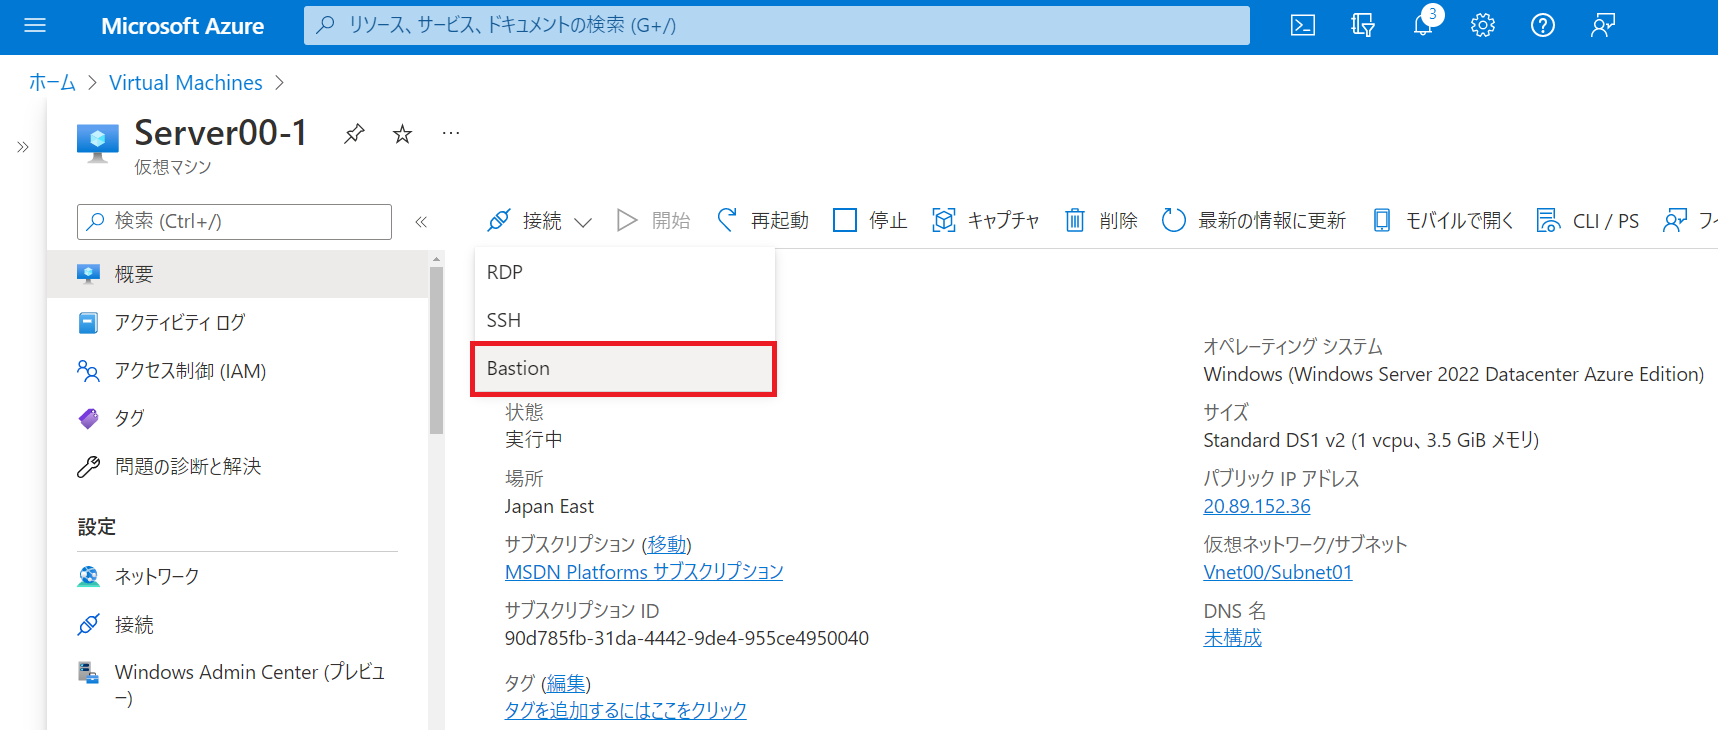 Microsoft Azure
リソース、サービス、ドキュメントの検索 (G+/)
3
ホーム > Virtual Machines >
Server00-1
仮想マシン
検索 (Ctrl+/)
接続
開始
再起動
停止
キャプチャ
削除
最新の情報に更新
モバイルで開く
CLI / PS
フィ
概要
アクティビティ ログ
アクセス制御 (IAM)
タグ
問題の診断と解決
設定
ネットワーク
接続
Windows Admin Center (プレビュ
ー)
RDP
SSH
Bastion
状態
実行中
場所
Japan East
サブスクリプション (移動)
MSDN Platforms サブスクリプション
サブスクリプション ID
90d785fb-31da-4442-9de4-955ce4950040
タグ (編集)
タグを追加するにはここをクリック
オペレーティング システム
Windows (Windows Server 2022 Datacenter Azure Edition)
サイズ
Standard DS1 v2 (1 vcpu、3.5 GiB メモリ)
パブリック IP アドレス
20.89.152.36
仮想ネットワーク/サブネット
Vnet00/Subnet01
DNS 名
未構成